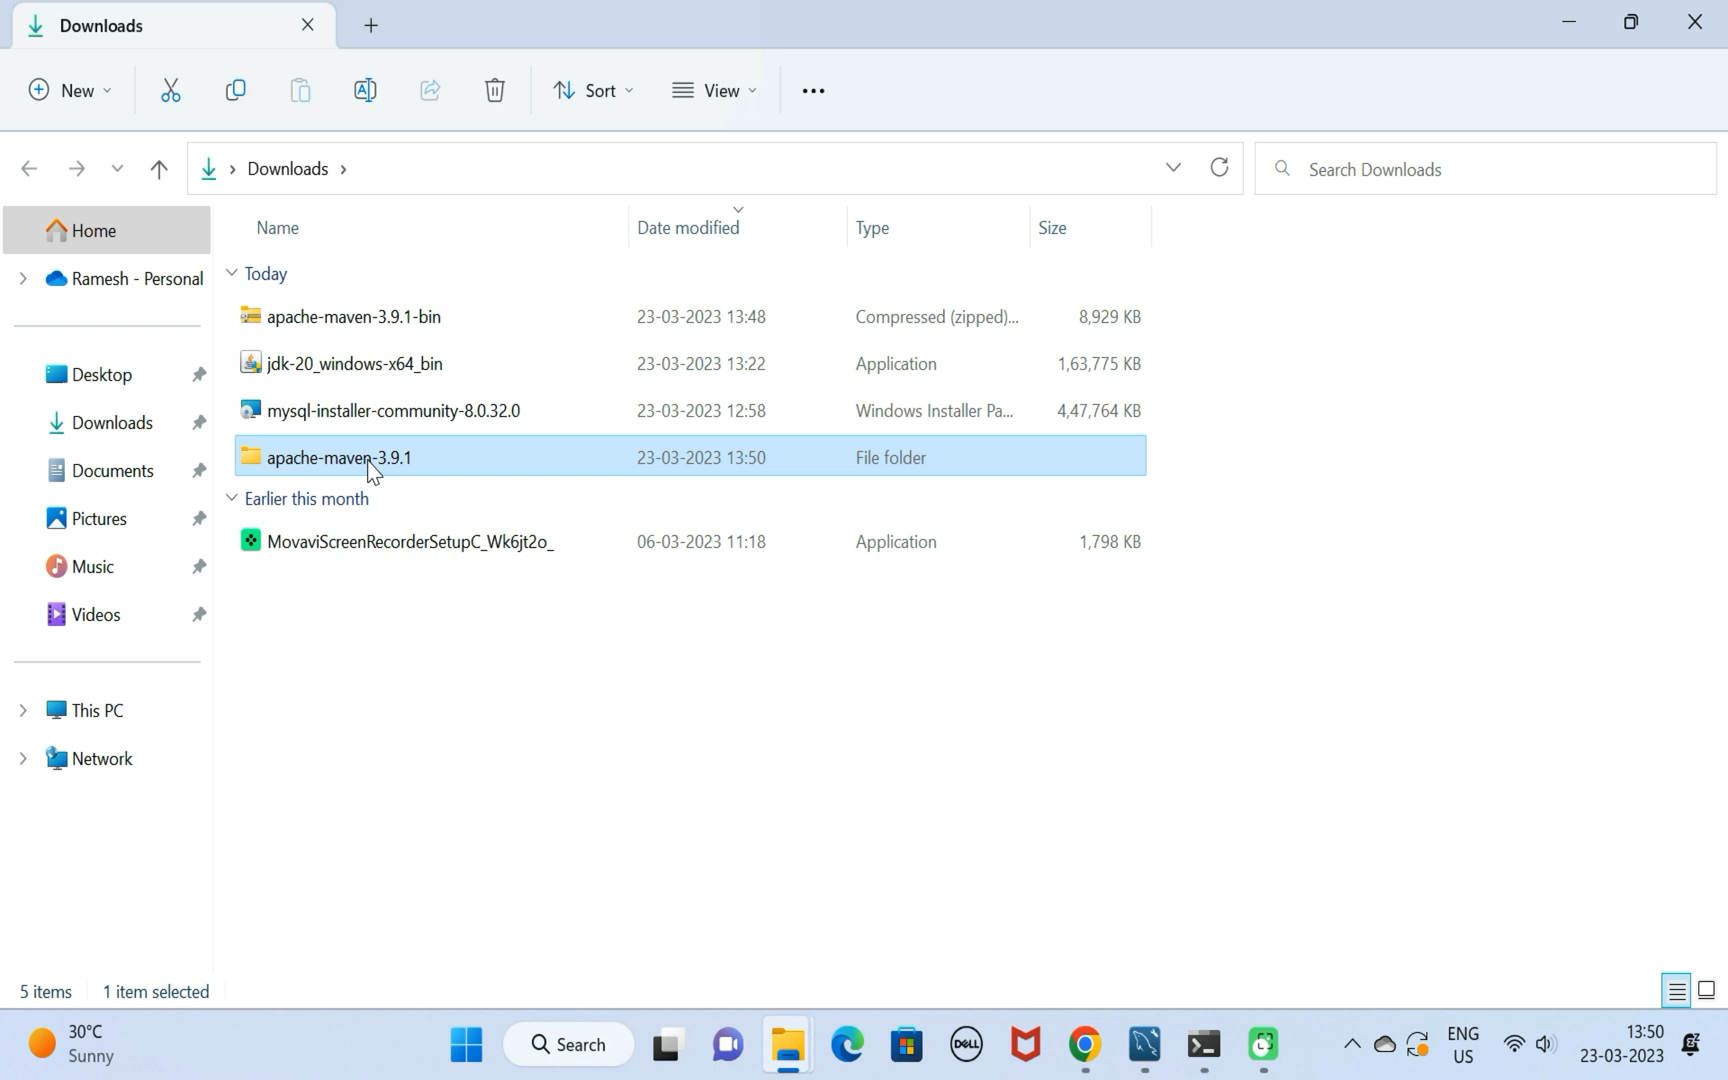 Downloads
New
Sort
View
Downloads
Search Downloads
Home
Ramesh - Personal
Desktop
Downloads
Documents
Pictures
Music
Videos
This PC
Network
Name Date modified Type Size
Today
apache-maven-3.9.1-bin 23-03-2023 13:48 Compressed (zipped)... 8,929 KB
jdk-20_windows-x64_bin 23-03-2023 13:22 Application 1,63,775 KB
mysql-installer-community-8.0.32.0 23-03-2023 12:58 Windows Installer Pa... 4,47,764 KB
apache-maven-3.9.1 23-03-2023 13:50 File folder
Earlier this month
MovaviScreenRecorderSetupC_Wk6jt2o_ 06-03-2023 11:18 Application 1,798 KB
5 items 1 item selected
30°C
Sunny
Search
DELL
ENG
US
13:50
23-03-2023